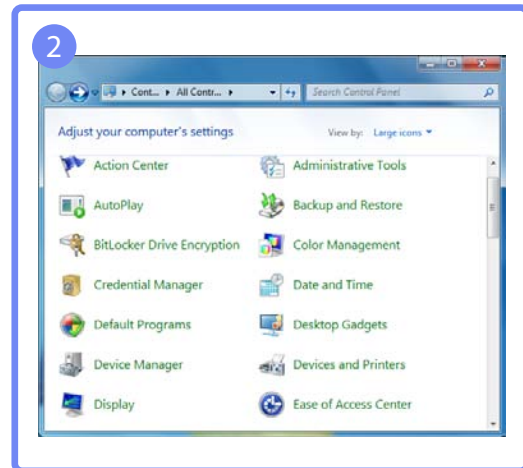 2
Cont... All Contr...
Search Control Panel
Adjust your computer's settings
View by: Large icons
Action Center
Administrative Tools
AutoPlay
Backup and Restore
BitLocker Drive Encryption
Color Management
Credential Manager
Date and Time
Default Programs
Desktop Gadgets
Device Manager
Devices and Printers
Display
Ease of Access Center